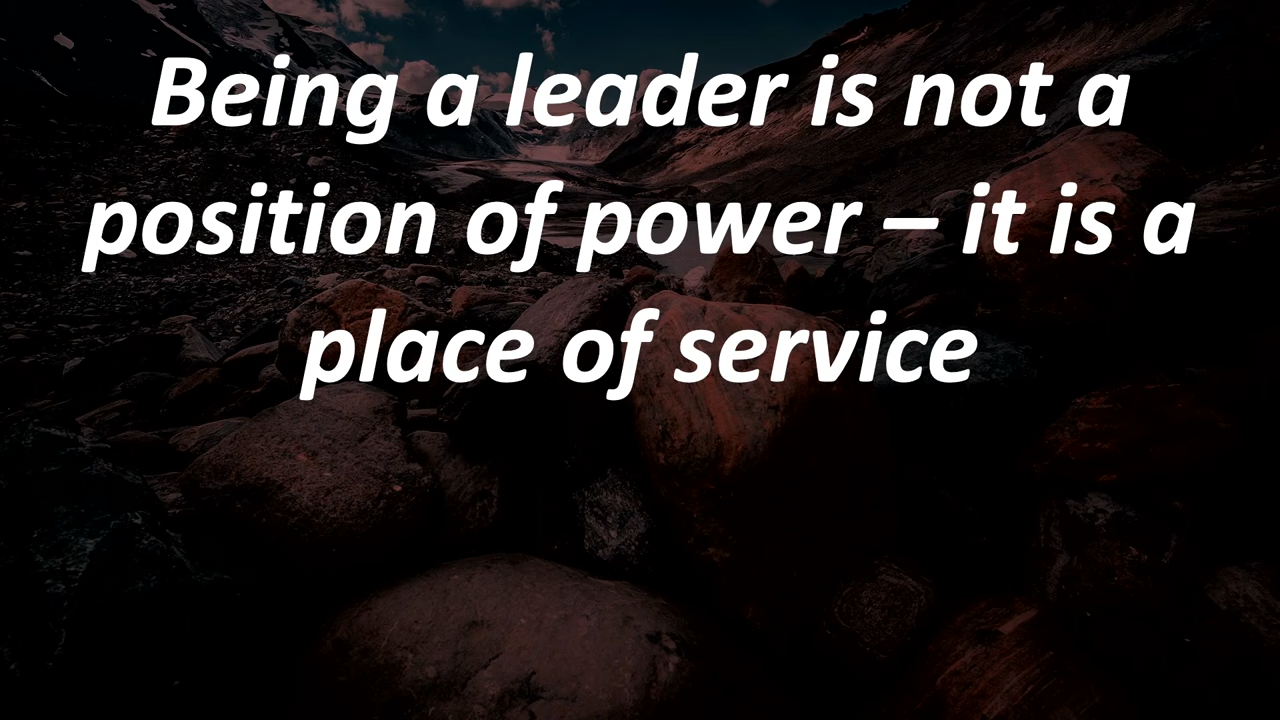 Being a leader is not a
position of power – it is a
place of service